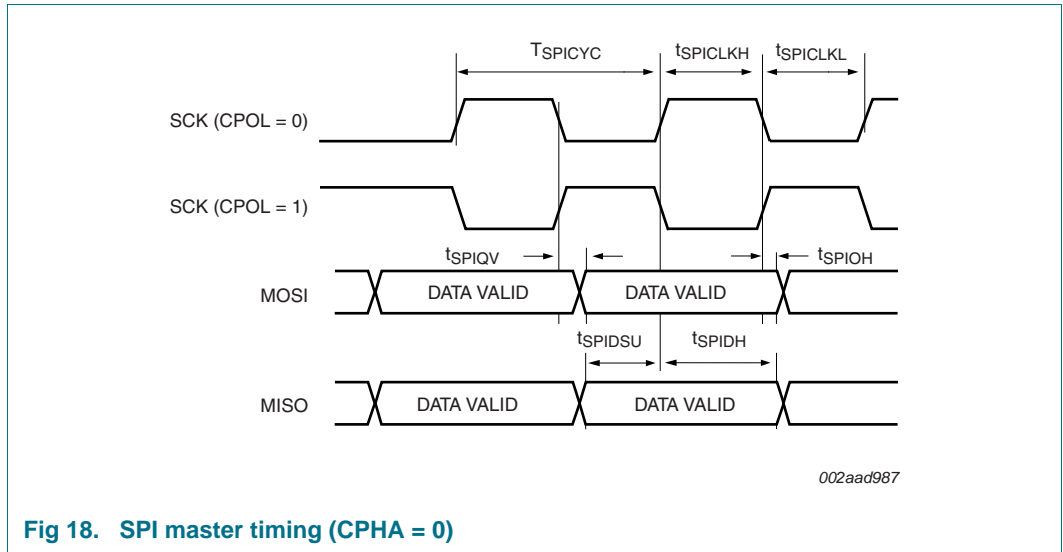 TSPICYC tSPICLKH tSPICLKL
SCK (CPOL = 0)
SCK (CPOL = 1)
tSPIQV tSPIOH
MOSI DATA VALID DATA VALID
tSPIDSU tSPIDH
MISO DATA VALID DATA VALID
002aad987
Fig 18. SPI master timing (CPHA = 0)